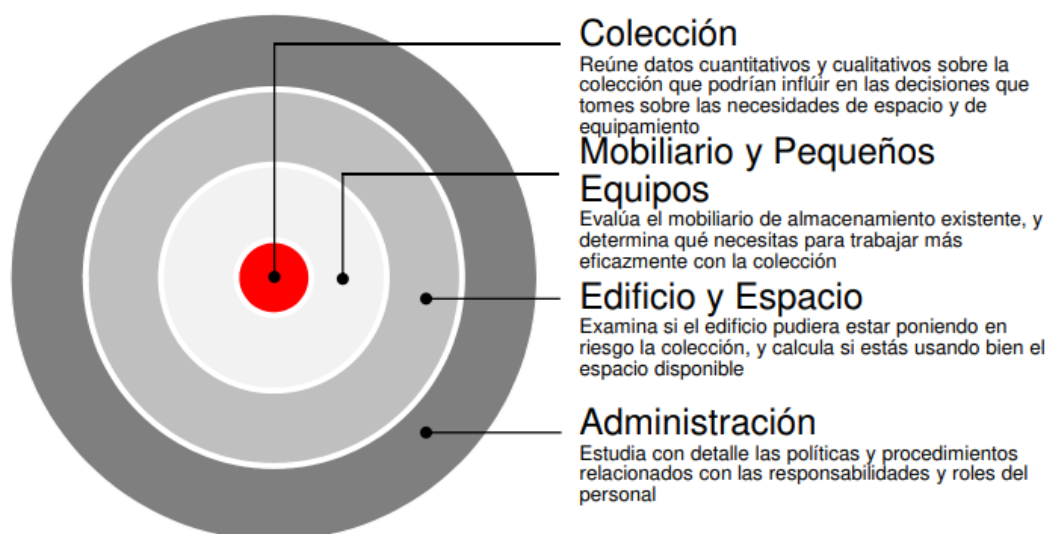 Colección
Reúne datos cuantitativos y cualitativos sobre la
colección que podrían inflúir en las decisiones que
tomes sobre las necesidades de espacio y de
equipamiento
Mobiliario y Pequeños
Equipos
Evalúa el mobiliario de almacenamiento existente, y
determina qué necesitas para trabajar más
eficazmente con la colección
Edificio y Espacio
Examina si el edificio pudiera estar poniendo en
riesgo la colección, y calcula si estás usando bien el
espacio disponible
Administración
Estudia con detalle las políticas y procedimientos
relacionados con las responsabilidades y roles del
personal